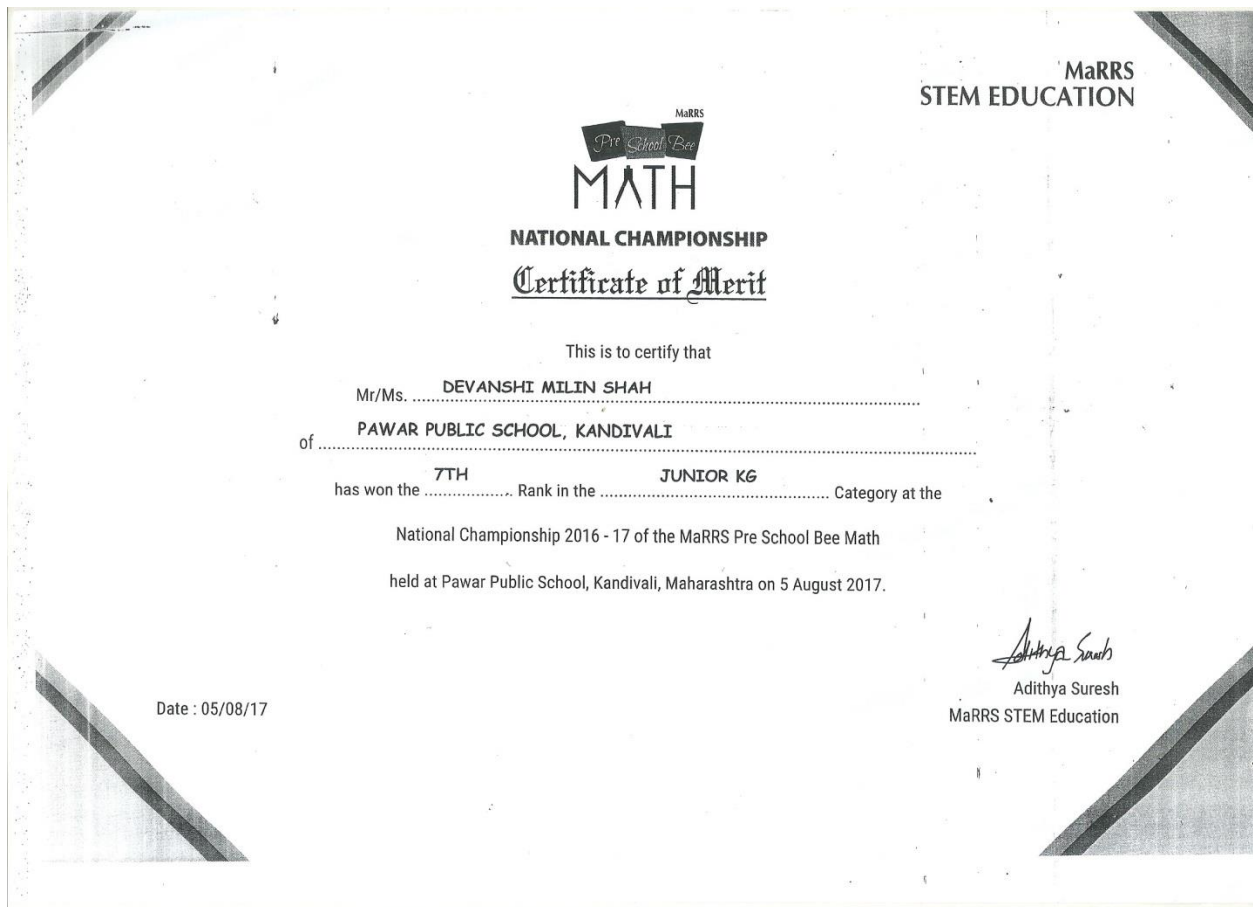 MaRRS
STEM EDUCATION
MaRRS
Pre School Bee
MATH
NATIONAL CHAMPIONSHIP
Certificate of Merit
This is to certify that
Mr/Ms. DEVANSHI MILIN SHAH
of PAWAR PUBLIC SCHOOL, KANDIVALI
has won the 7TH Rank in the JUNIOR KG Category at the
National Championship 2016 - 17 of the MaRRS Pre School Bee Math
held at Pawar Public School, Kandivali, Maharashtra on 5 August 2017.
Adithya Suresh
Adithya Suresh
Date : 05/08/17
MaRRS STEM Education